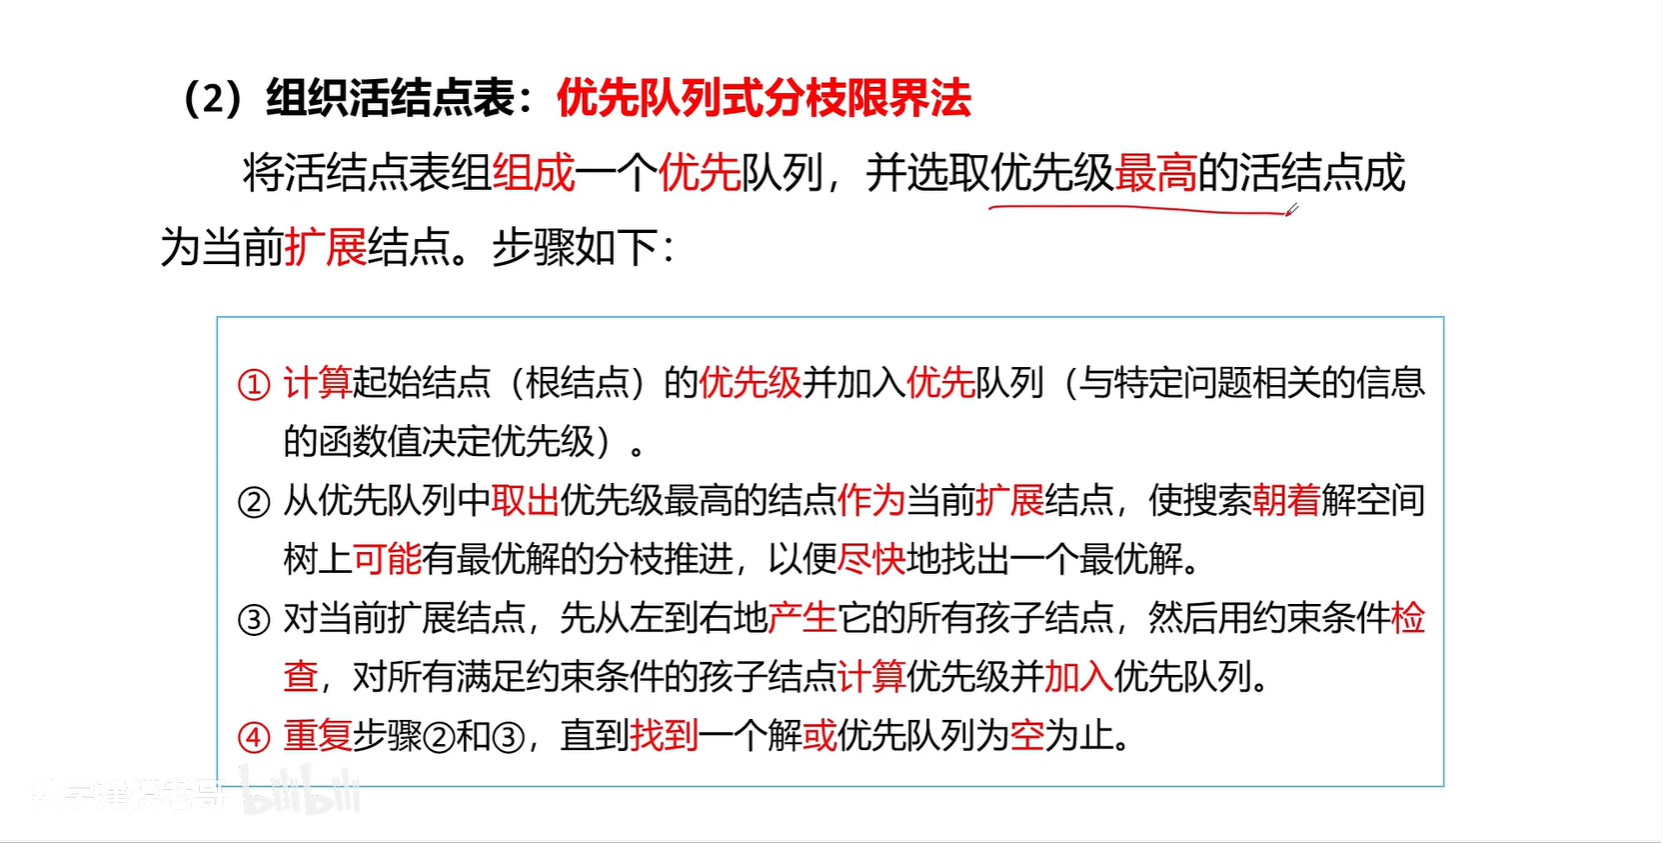 （2）组织活结点表：优先队列式分枝限界法
将活结点表组组成一个优先队列，并选取优先级最高的活结点成
为当前扩展结点。步骤如下：
① 计算起始结点（根结点）的优先级并加入优先队列（与特定问题相关的信息
的函数值决定优先级）。
② 从优先队列中取出优先级最高的结点作为当前扩展结点，使搜索朝着解空间
树上可能有最优解的分枝推进，以便尽快地找出一个最优解。
③ 对当前扩展结点，先从左到右地产生它的所有孩子结点，然后用约束条件检
查，对所有满足约束条件的孩子结点计算优先级并加入优先队列。
④ 重复步骤②和③，直到找到一个解或优先队列为空为止。
数学建模老哥 bilibili